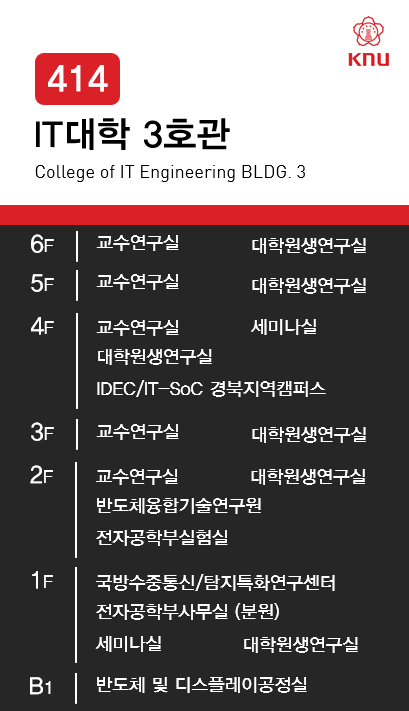 KNU
414
IT대학 3호관
College of IT Engineering BLDG. 3
6F 교수연구실 대학원생연구실
5F 교수연구실 대학원생연구실
4F 교수연구실 세미나실
대학원생연구실
IDEC/IT-SoC 경북지역캠퍼스
3F 교수연구실 대학원생연구실
2F 교수연구실 대학원생연구실
반도체융합기술연구원
전자공학부실험실
1F 국방수중통신/탐지특화연구센터
전자공학부사무실 (분원)
세미나실 대학원생연구실
B1 반도체 및 디스플레이공정실